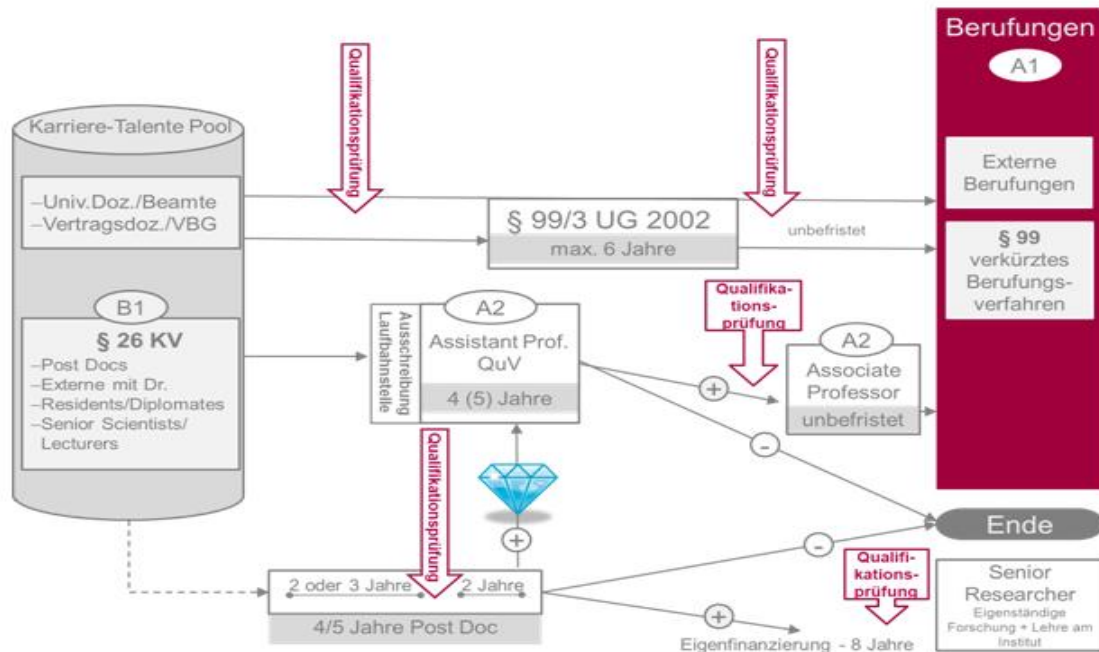 Berufungen
A1
Qualifikationsprüfung
Qualifikationsprüfung
Karriere-Talente Pool
–Univ.Doz./Beamte
–Vertragsdoz./VBG
§ 99/3 UG 2002
max. 6 Jahre
unbefristet
Externe
Berufungen
§ 99
verkürztes
Berufungs-
verfahren
B1
§ 26 KV
–Post Docs
–Externe mit Dr.
–Residents/Diplomates
–Senior Scientists/
Lecturers
Ausschreibung
Laufbahnstelle
A2
Assistant Prof.
QuV
4 (5) Jahre
Qualifika-
tions-
prüfung
+
A2
Associate
Professor
unbefristet
-
Qualifikationsprüfung
+
Ende
-
2 oder 3 Jahre
2 Jahre
4/5 Jahre Post Doc
+
Eigenfinanzierung - 8 Jahre
Qualifi-
kations-
prüfung
Senior
Researcher
Eigenständige
Forschung + Lehre am
Institut